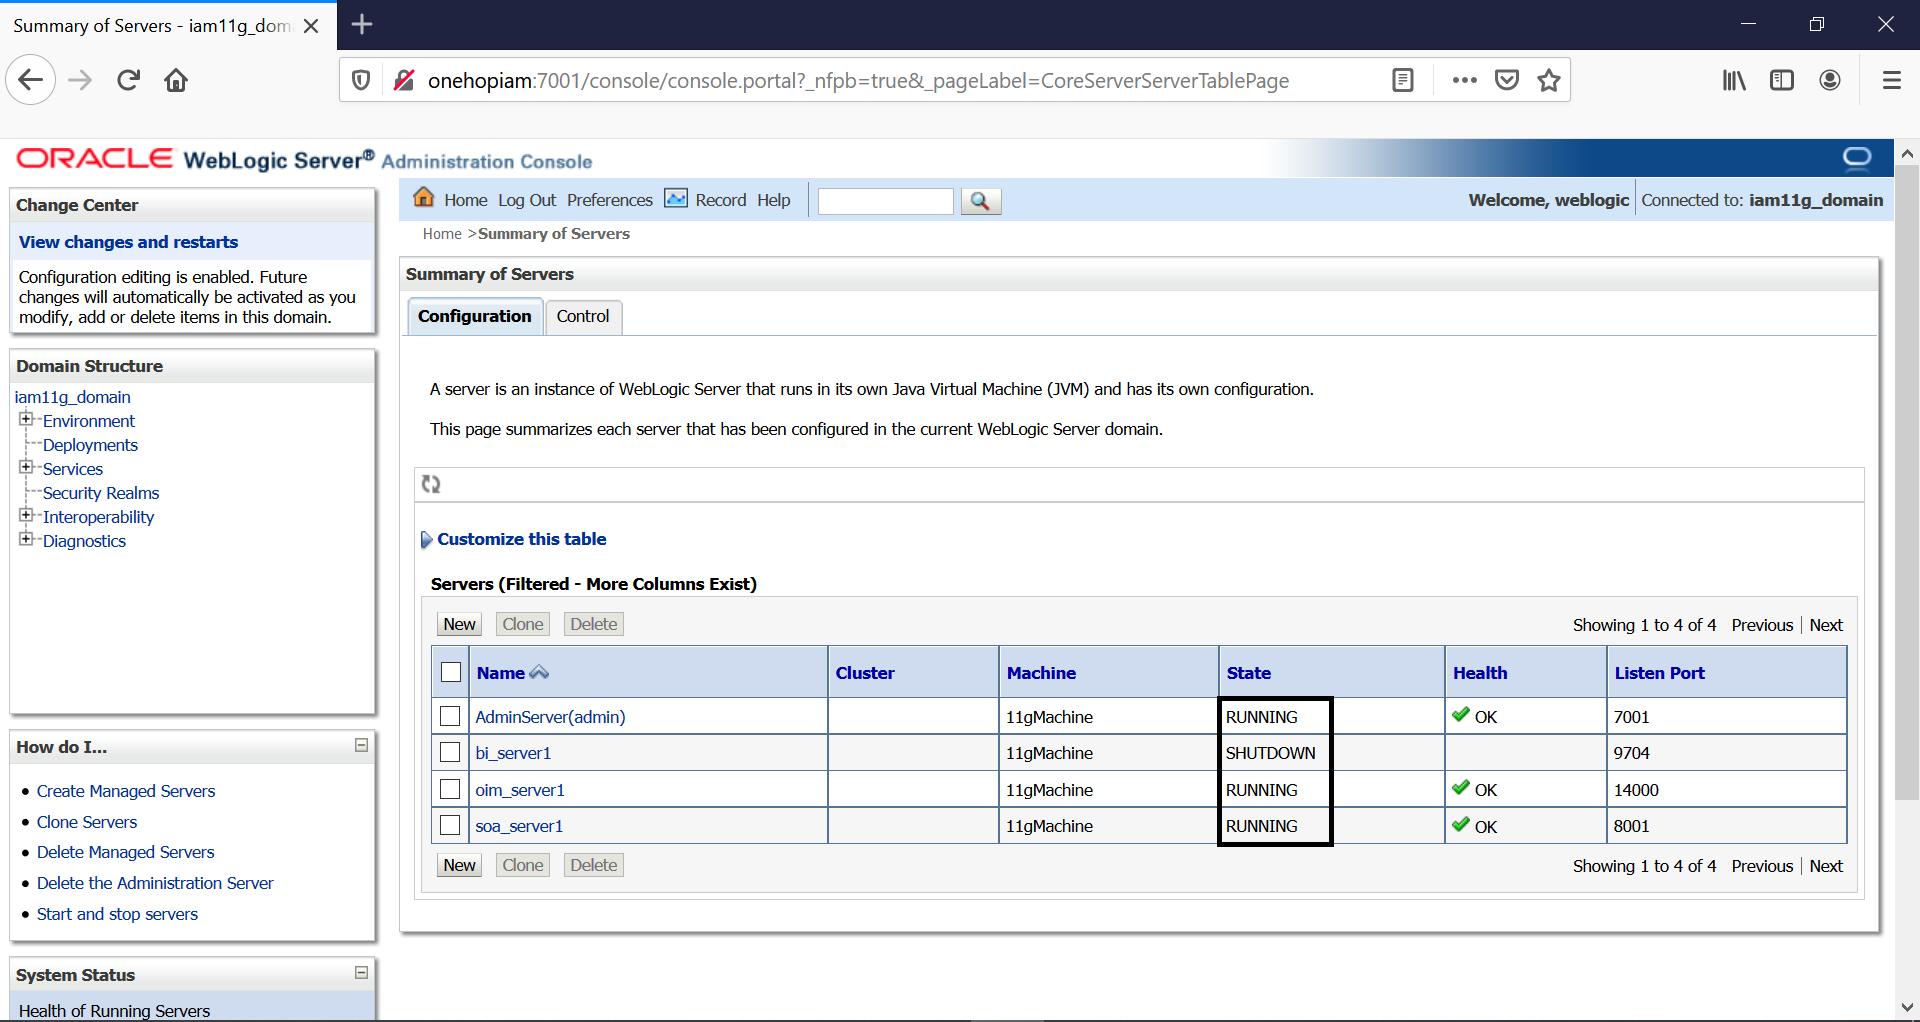 Summary of Servers - iam11g_dom
onehopiam:7001/console/console.portal?_nfpb=true&_pageLabel=CoreServerServerTablePage
ORACLE WebLogic Server® Administration Console
Change Center
View changes and restarts
Configuration editing is enabled. Future
changes will automatically be activated as you
modify, add or delete items in this domain.
Domain Structure
iam11g_domain
Environment
Deployments
Services
Security Realms
Interoperability
Diagnostics
How do I...
Create Managed Servers
Clone Servers
Delete Managed Servers
Delete the Administration Server
Start and stop servers
System Status
Health of Running Servers
Home Log Out Preferences Record Help
Welcome, weblogic Connected to: iam11g_domain
Home >Summary of Servers
Summary of Servers
Configuration Control
A server is an instance of WebLogic Server that runs in its own Java Virtual Machine (JVM) and has its own configuration.
This page summarizes each server that has been configured in the current WebLogic Server domain.
Customize this table
Servers (Filtered - More Columns Exist)
New Clone Delete Showing 1 to 4 of 4 Previous | Next
Name Cluster Machine State Health Listen Port
AdminServer(admin) 11gMachine RUNNING OK 7001
bi_server1 11gMachine SHUTDOWN 9704
oim_server1 11gMachine RUNNING OK 14000
soa_server1 11gMachine RUNNING OK 8001
New Clone Delete Showing 1 to 4 of 4 Previous | Next